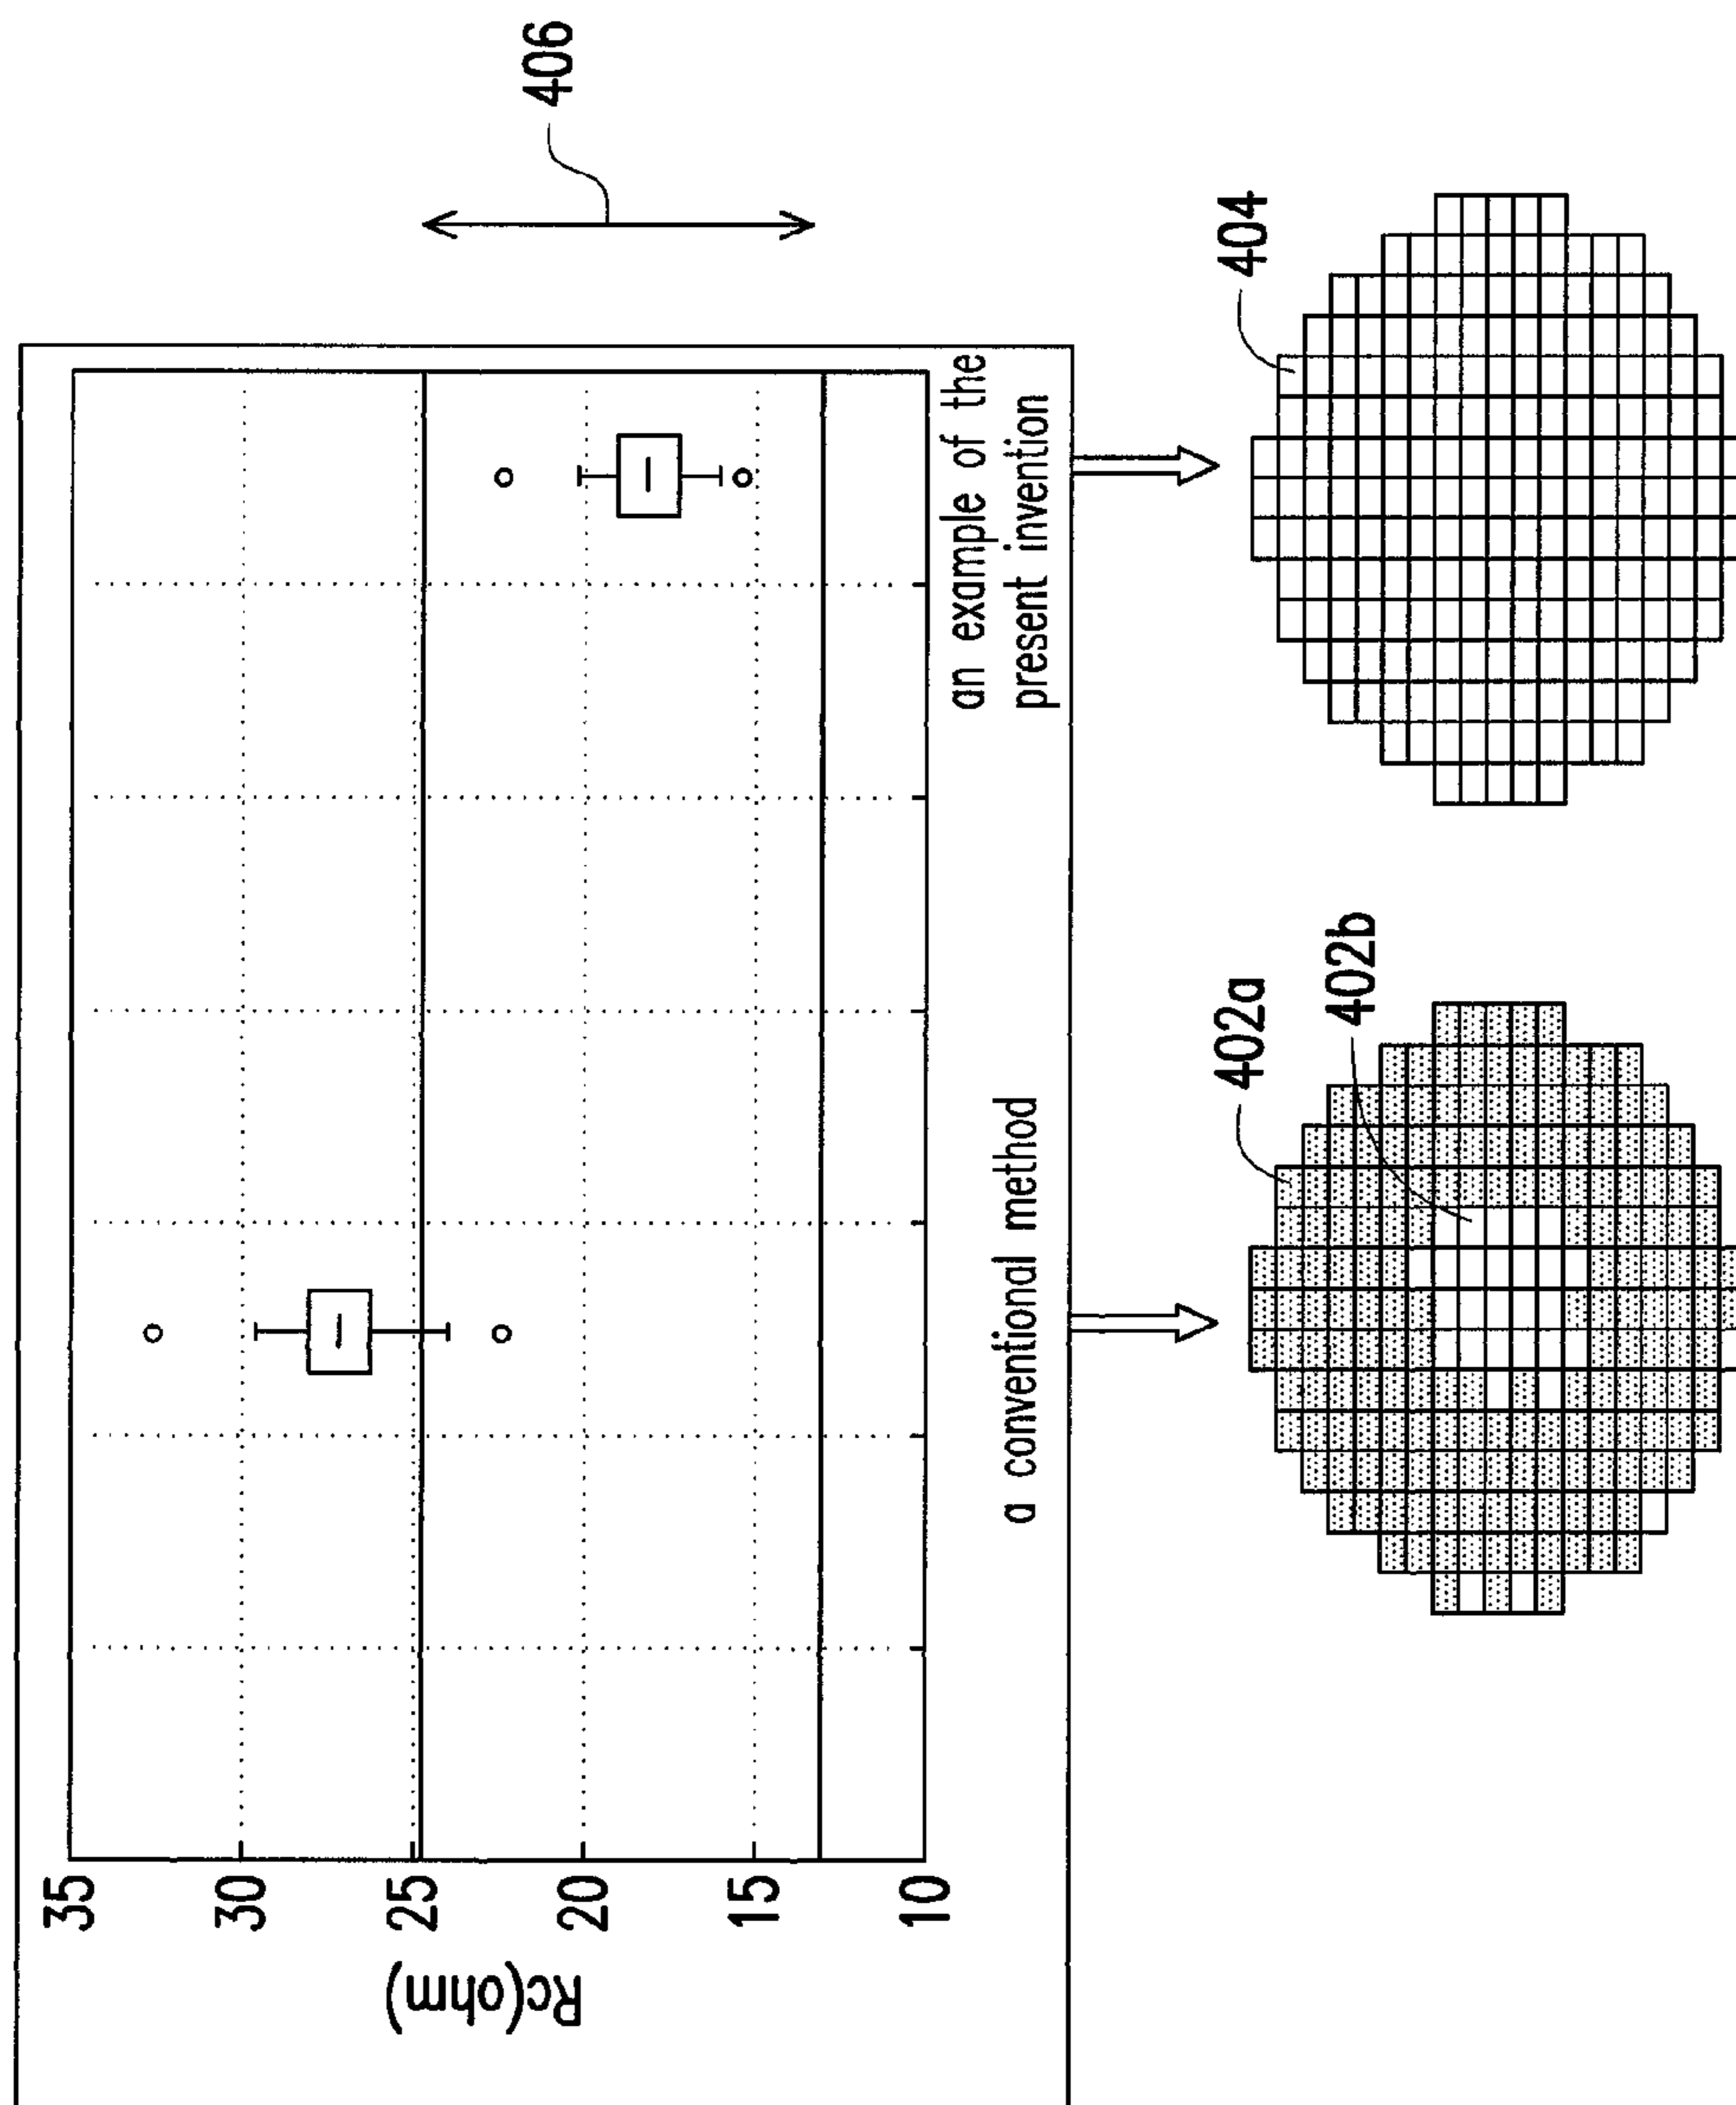 406
35
30
25
20
15
10
Rc(ohm)
a conventional method
an example of the
present invention
402a
402b
404